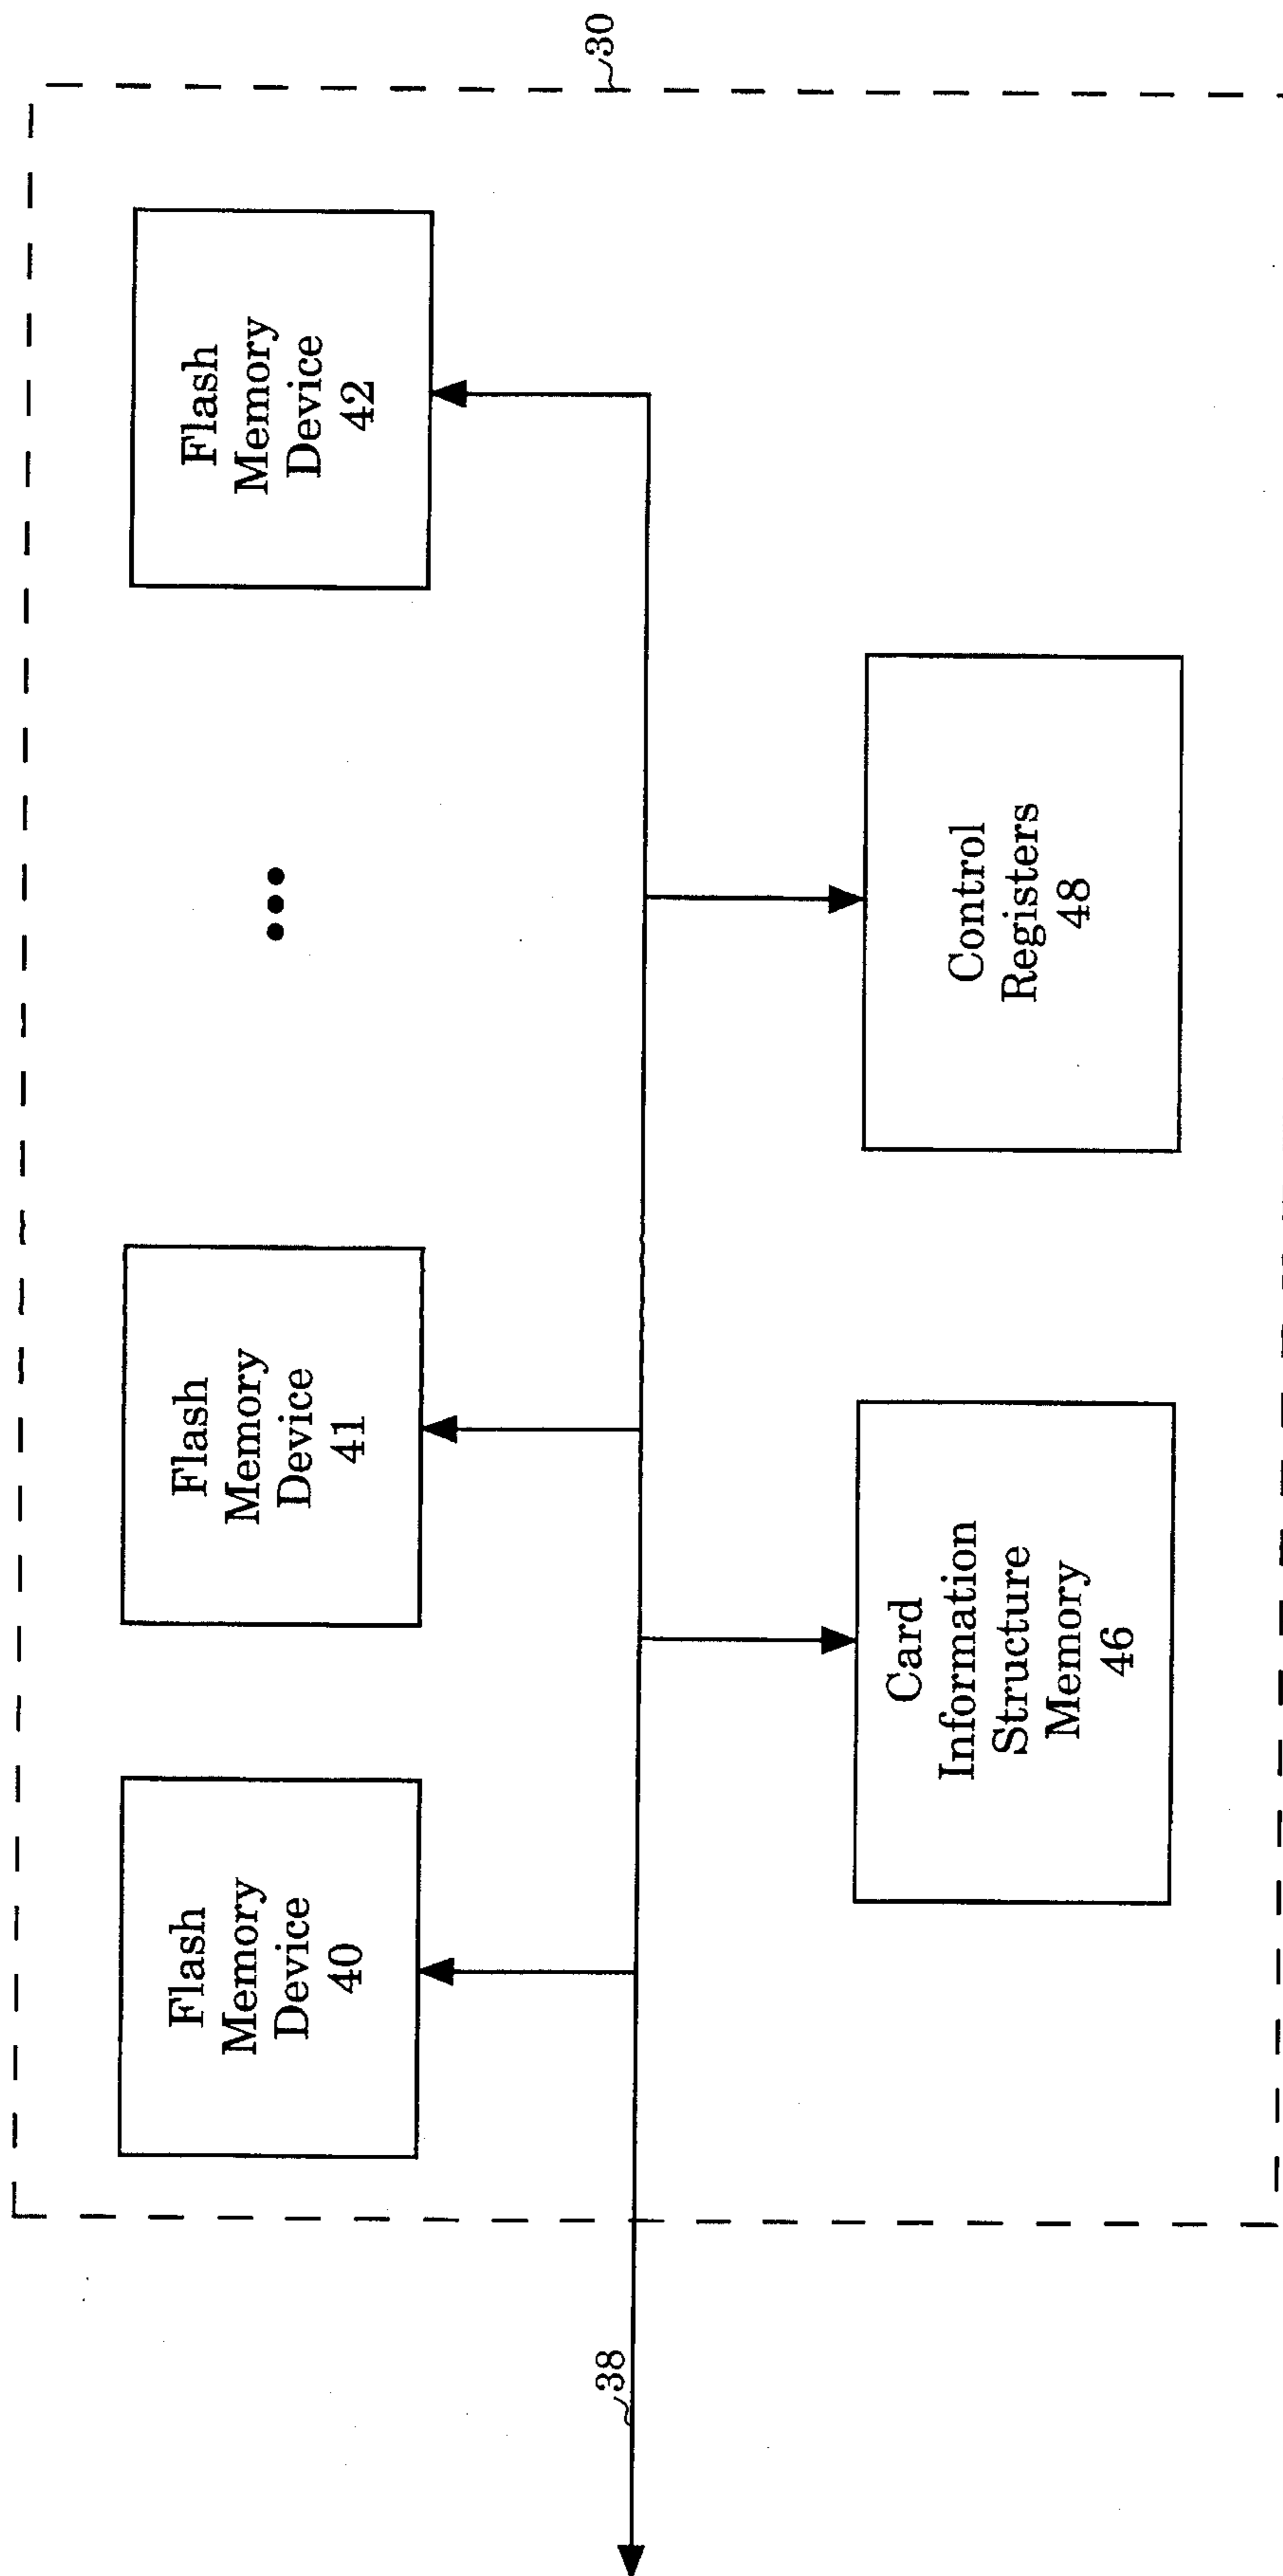 30
Flash
Memory
Device
40
Flash
Memory
Device
41
•••
Flash
Memory
Device
42
38
Card
Information
Structure
Memory
46
Control
Registers
48